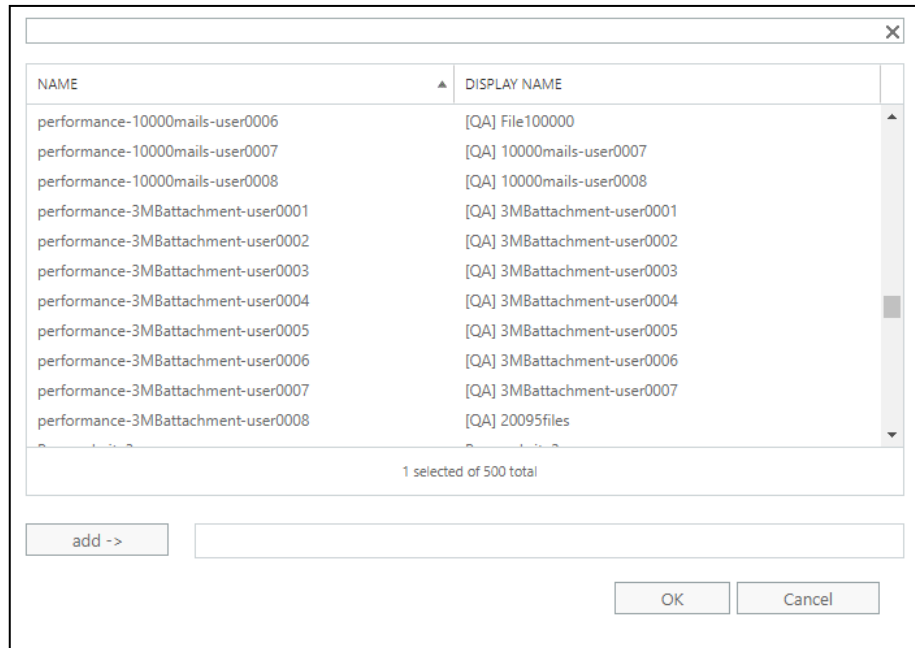 NAME DISPLAY NAME
performance-10000mails-user0006 [QA] File100000
performance-10000mails-user0007 [QA] 10000mails-user0007
performance-10000mails-user0008 [QA] 10000mails-user0008
performance-3MBattachment-user0001 [QA] 3MBattachment-user0001
performance-3MBattachment-user0002 [QA] 3MBattachment-user0002
performance-3MBattachment-user0003 [QA] 3MBattachment-user0003
performance-3MBattachment-user0004 [QA] 3MBattachment-user0004
performance-3MBattachment-user0005 [QA] 3MBattachment-user0005
performance-3MBattachment-user0006 [QA] 3MBattachment-user0006
performance-3MBattachment-user0007 [QA] 3MBattachment-user0007
performance-3MBattachment-user0008 [QA] 20095files
1 selected of 500 total
add ->
OK Cancel